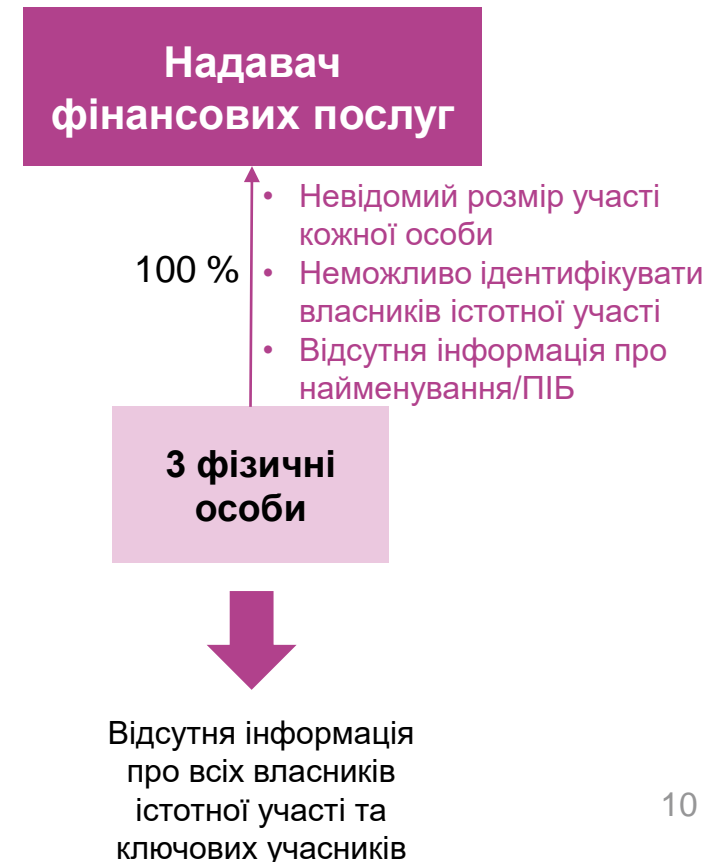 Надавач
фінансових послуг
100 %
• Невідомий розмір участі
кожної особи
• Неможливо ідентифікувати
власників істотної участі
• Відсутня інформація про
найменування/ПІБ
3 фізичні
особи
Відсутня інформація
про всіх власників
істотної участі та
ключових учасників
10